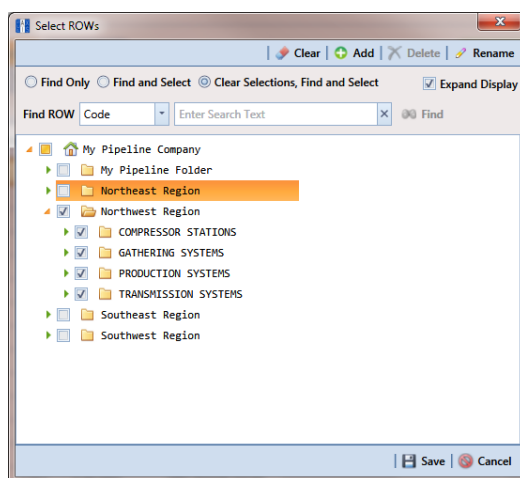 Select ROWs
Clear Add Delete Rename
Find Only Find and Select Clear Selections, Find and Select Expand Display
Find ROW Code Enter Search Text Find
My Pipeline Company
My Pipeline Folder
Northeast Region
Northwest Region
COMPRESSOR STATIONS
GATHERING SYSTEMS
PRODUCTION SYSTEMS
TRANSMISSION SYSTEMS
Southeast Region
Southwest Region
Save Cancel